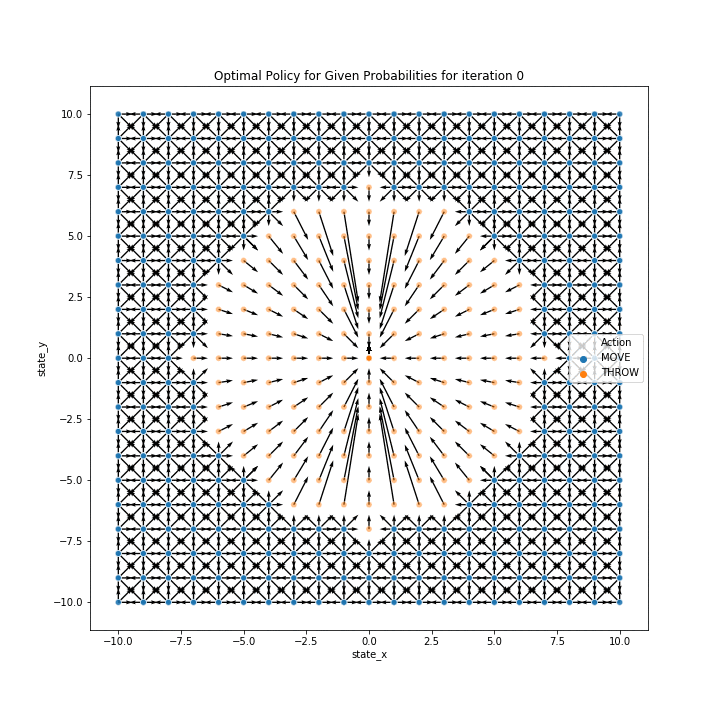 Optimal Policy for Given Probabilities for iteration 0
10.0
7.5
5.0
2.5
0.0
−2.5
−5.0
−7.5
−10.0
state_y
Action
MOVE
THROW
−10.0 −7.5 −5.0 −2.5 0.0 2.5 5.0 7.5 10.0
state_x